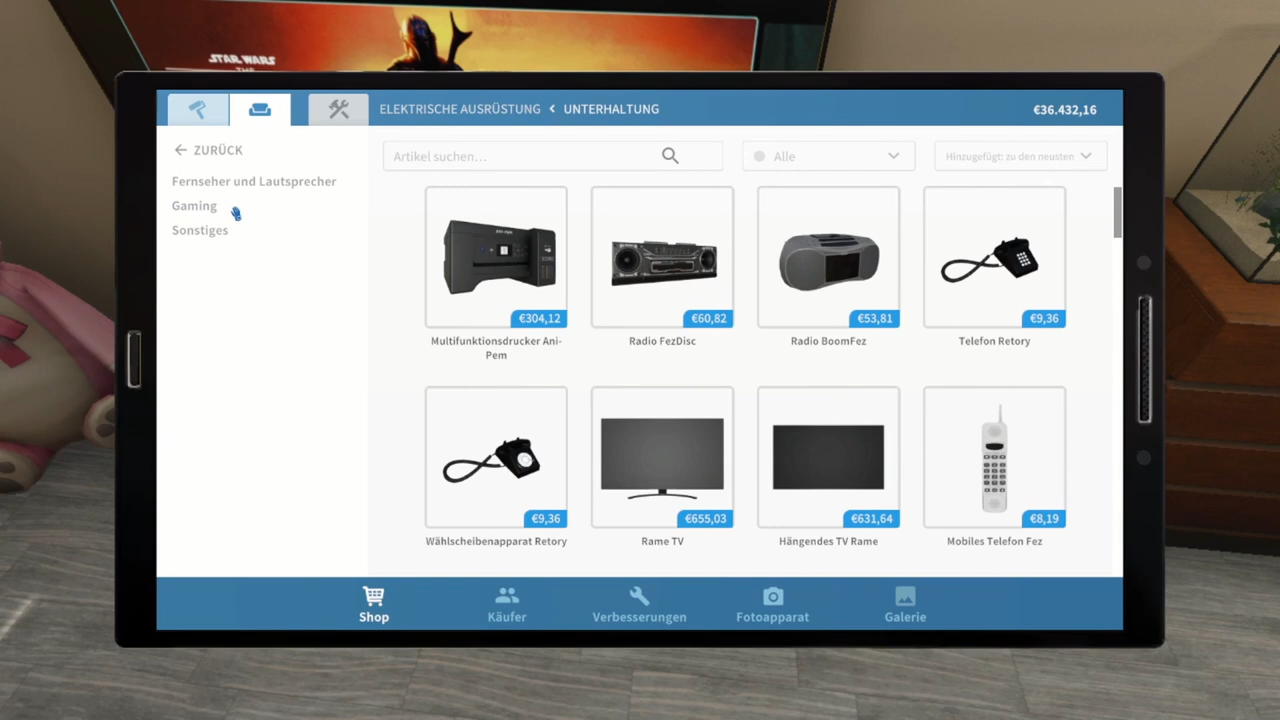 STAR WARS
THE
ELEKTRISCHE AUSRÜSTUNG < UNTERHALTUNG
€36.432,16
ZURÜCK
Fernseher und Lautsprecher
Gaming
Sonstiges
Artikel suchen...
Alle
Hinzugefügt: zu den neusten
€304,12
€60,82
€53,81
€9,36
Multifunktionsdrucker Ani-
Pem
Radio FezDisc
Radio BoomFez
Telefon Retory
€9,36
€655,03
€631,64
€8,19
Wählscheibenapparat Retory
Rame TV
Hängendes TV Rame
Mobiles Telefon Fez
Shop
Käufer
Verbesserungen
Fotoapparat
Galerie